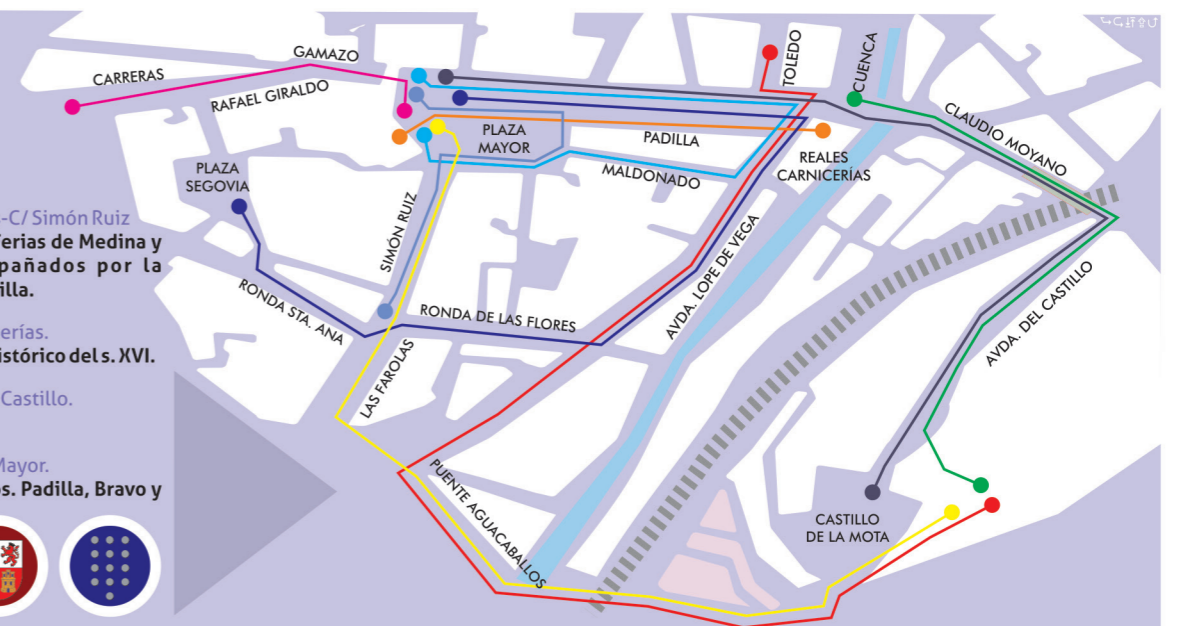 -C/ Simón Ruiz
Ferias de Medina y
pañados por la
illa.
erías.
istórico del s. XVI.
Castillo.
Mayor.
os. Padilla, Bravo y
CARRERAS
GAMAZO
RAFAEL GIRALDO
TOLEDO
CUENCA
CLAUDIO MOYANO
PLAZA
MAYOR
PADILLA
REALES
CARNICERÍAS
MALDONADO
PLAZA
SEGOVIA
SIMÓN RUIZ
AVDA. LOPE DE VEGA
RONDA STA. ANA
RONDA DE LAS FLORES
AVDA. DEL CASTILLO
LAS FAROLAS
PUENTE AGUACABALLOS
CASTILLO
DE LA MOTA